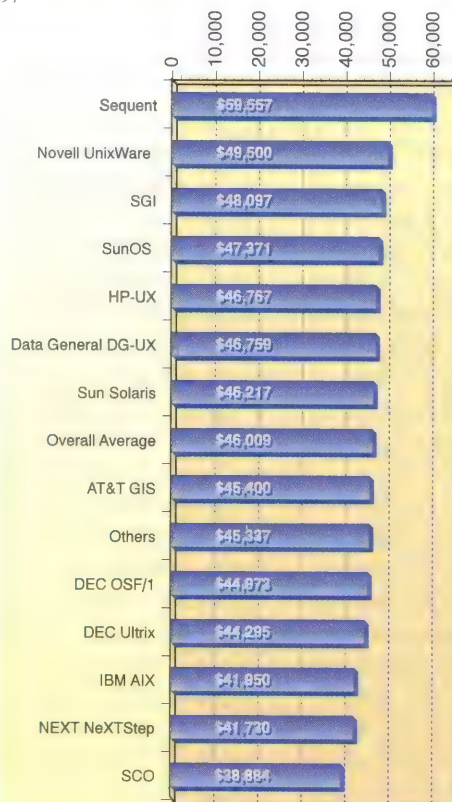 0
10,000
20,000
30,000
40,000
50,000
60,000
Sequent $59,557
Novell UnixWare $49,500
SGI $48,097
SunOS $47,371
HP-UX $46,767
Data General DG-UX $46,759
Sun Solaris $46,217
Overall Average $46,009
AT&T GIS $45,400
Others $45,337
DEC OSF/1 $44,973
DEC Ultrix $44,295
IBM AIX $41,950
NEXT NeXTStep $41,730
SCO $38,884